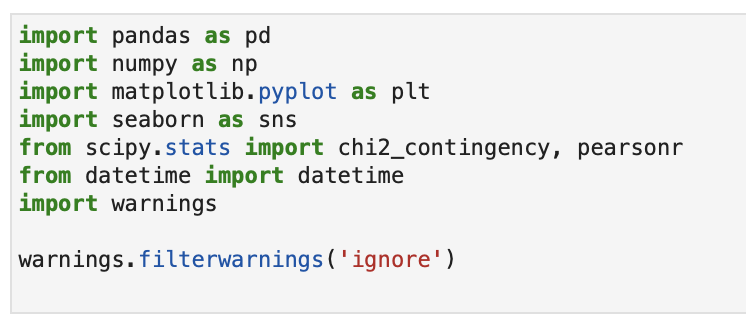 import pandas as pd
import numpy as np
import matplotlib.pyplot as plt
import seaborn as sns
from scipy.stats import chi2_contingency, pearsonr
from datetime import datetime
import warnings
warnings.filterwarnings('ignore')